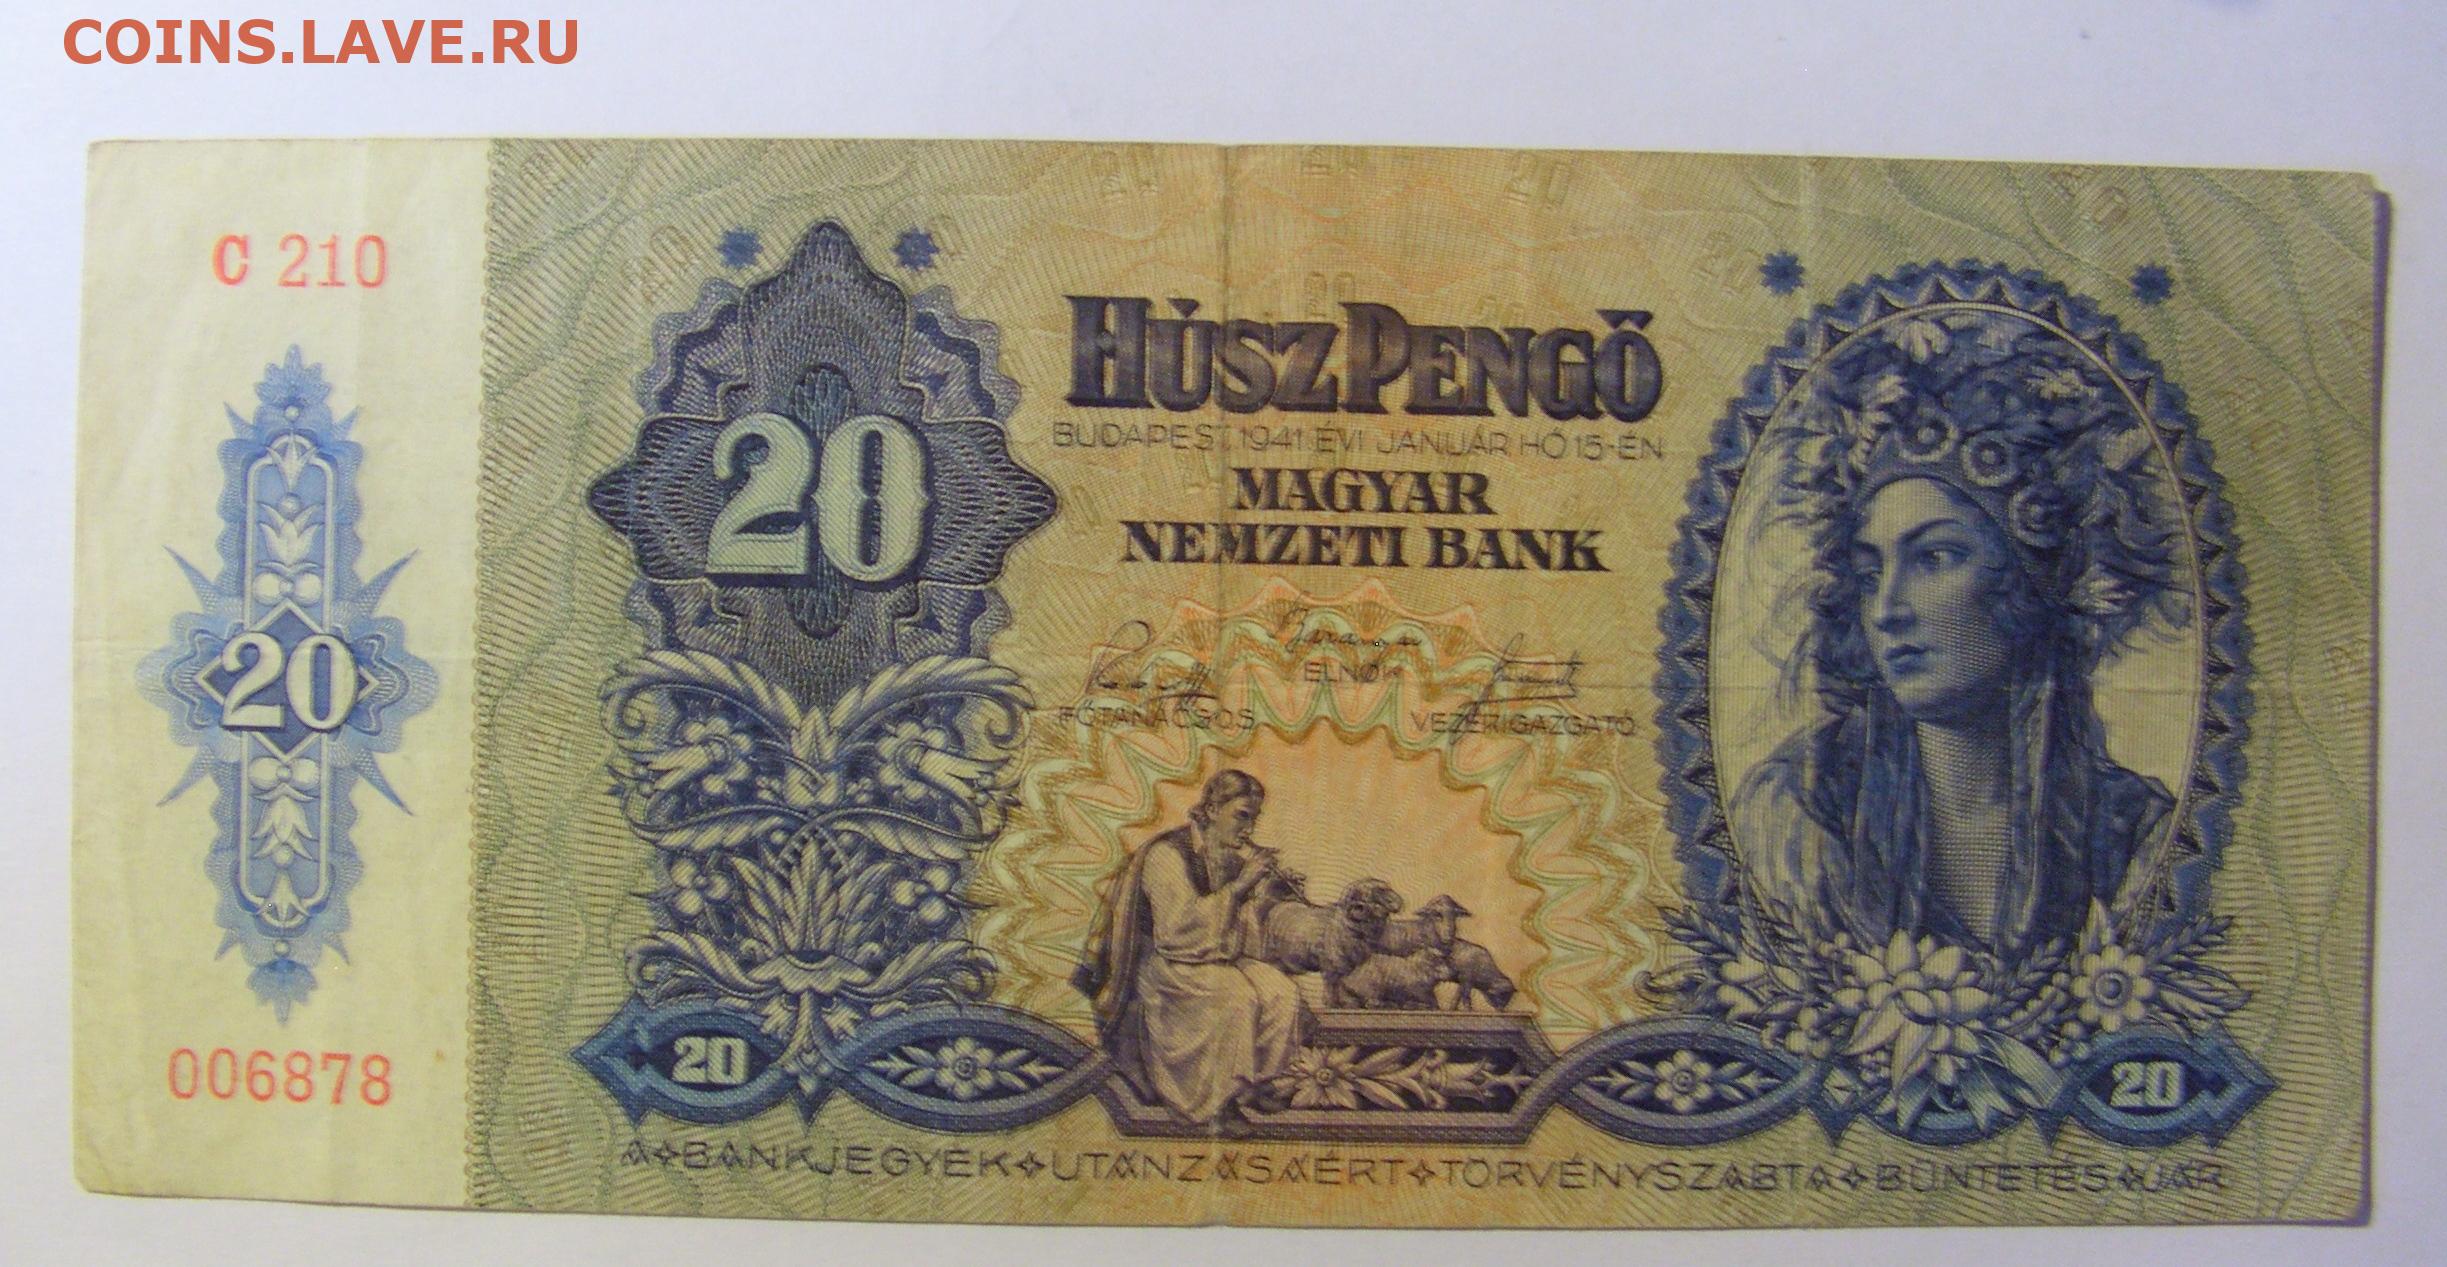 COINS.LAVE.RU
C 210
20
006878
20
HÚSZ PENGŐ
BUDAPEST, 1941. ÉVI JANUÁR HÓ 15-ÉN
MAGYAR
NEMZETI BANK
ELNÖK
FŐTANÁCSOS VEZÉRIGAZGATÓ
20 20
A BANKJEGYEK UTÁNZÁSÁÉRT TÖRVÉNYSZABTA BÜNTETÉS JÁR